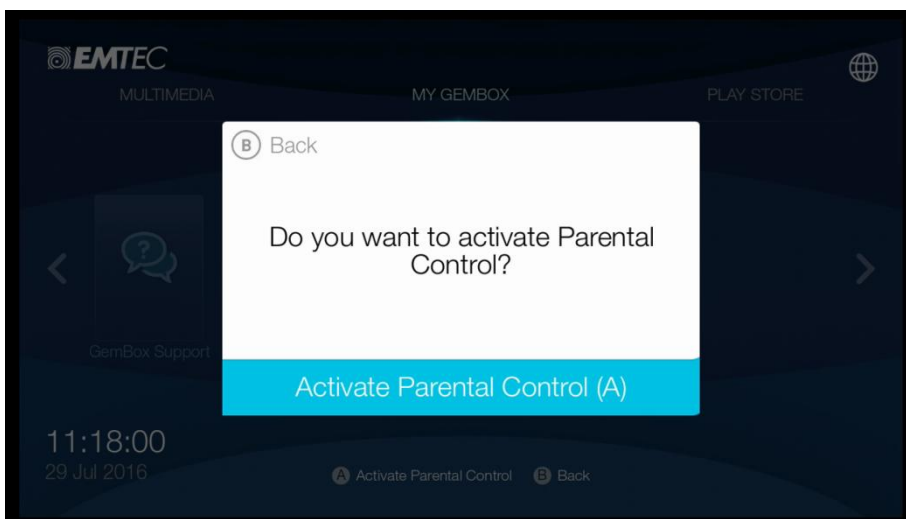 EMTEC
MULTIMEDIA MY GEMBOX PLAY STORE
B Back
Do you want to activate Parental
Control?
?
GemBox Support
Activate Parental Control (A)
11:18:00
29 Jul 2016
A Activate Parental Control B Back